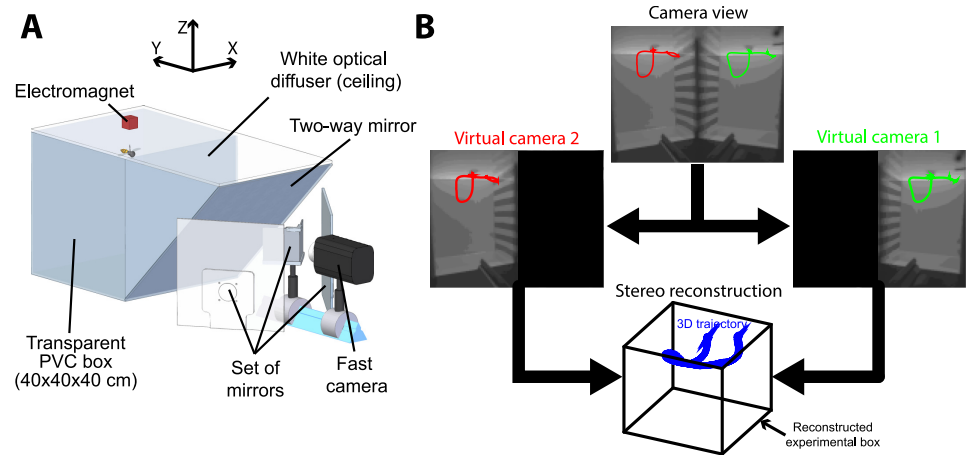 A
Z
Y
X
White optical
diffuser (ceiling)
Electromagnet
Two-way mirror
Transparent
PVC box
(40x40x40 cm)
Set of
mirrors
Fast
camera
B
Camera view
Virtual camera 2
Virtual camera 1
Stereo reconstruction
3D trajectory
Reconstructed
experimental box